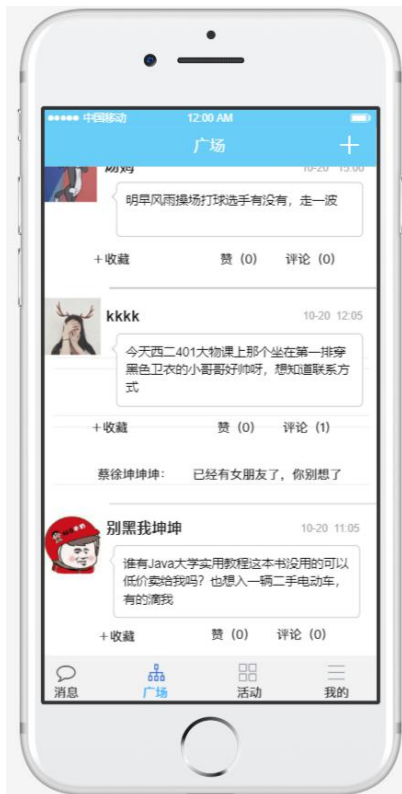 中国移动 12:00 AM
广场
10-20 15:00
明早风雨操场打球选手有没有，走一波
+收藏 赞 (0) 评论 (0)
kkkk 10-20 12:05
今天西二401大物课上那个坐在第一排穿
黑色卫衣的小哥哥好帅呀，想知道联系方
式
+收藏 赞 (0) 评论 (1)
蔡徐坤坤坤： 已经有女朋友了，你别想了
别黑我坤坤 10-20 11:05
谁有Java大学实用教程这本书没用的可以
低价卖给我吗？也想入一辆二手电动车，
有的滴我
+收藏 赞 (0) 评论 (0)
消息 广场 活动 我的